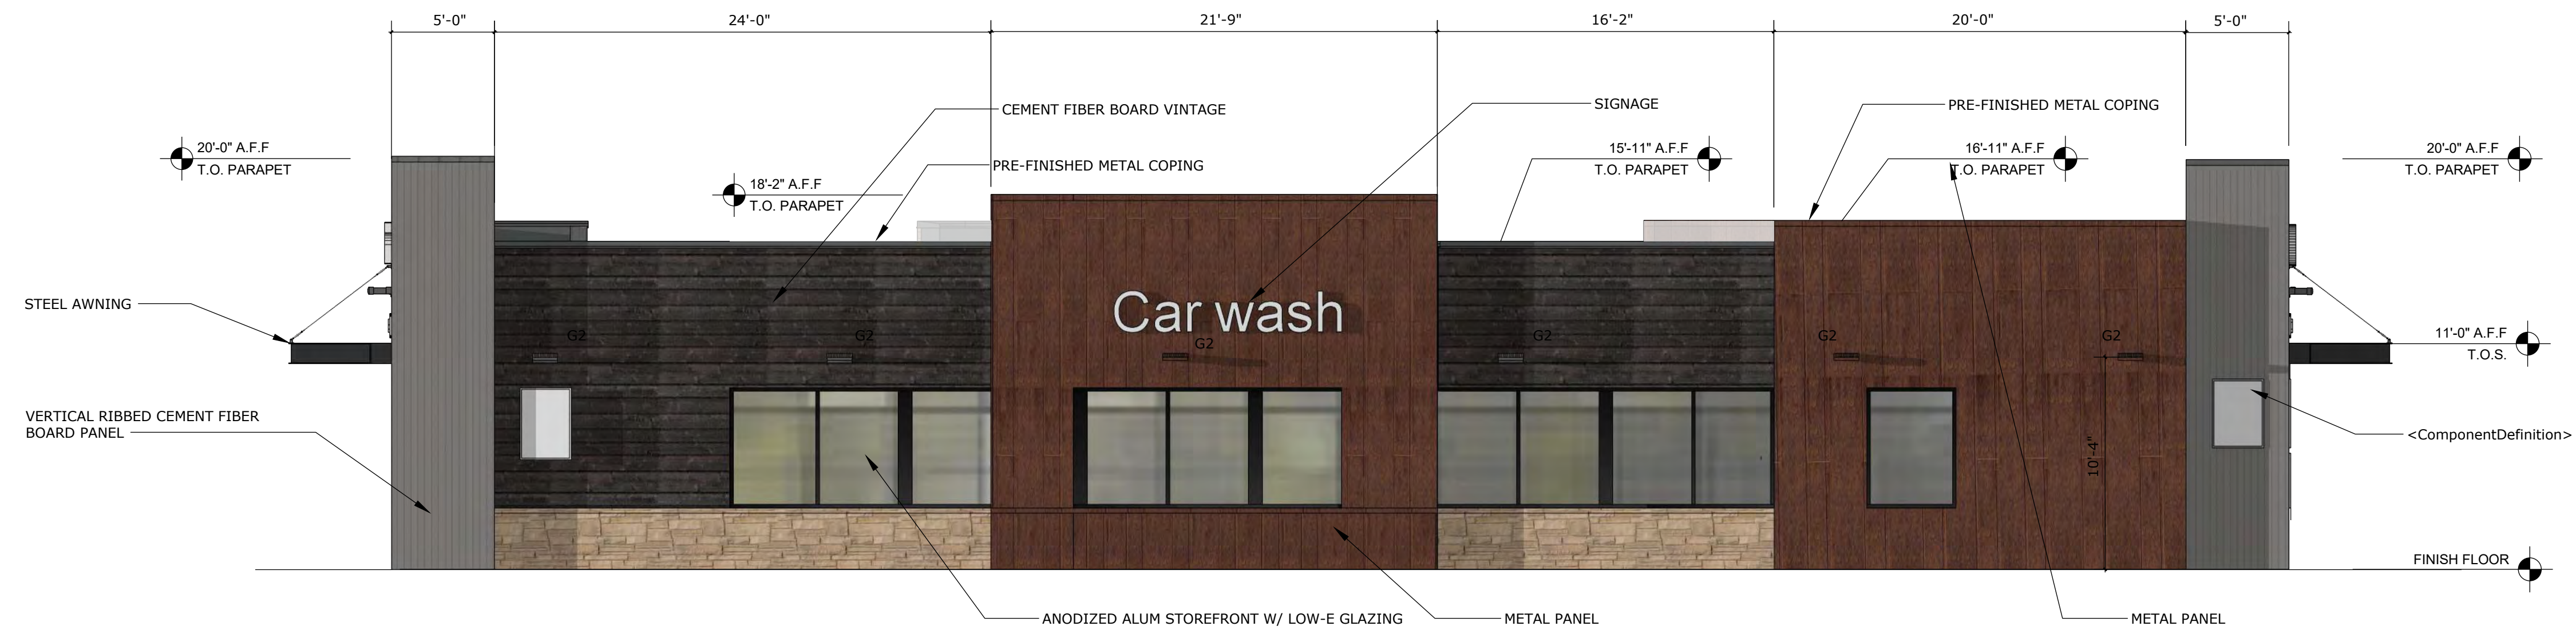 5'-0" 24'-0" 21'-9" 16'-2" 20'-0" 5'-0"
CEMENT FIBER BOARD VINTAGE
SIGNAGE
PRE-FINISHED METAL COPING
20'-0" A.F.F
T.O. PARAPET
PRE-FINISHED METAL COPING
15'-11" A.F.F
T.O. PARAPET
16'-11" A.F.F
T.O. PARAPET
20'-0" A.F.F
T.O. PARAPET
18'-2" A.F.F
T.O. PARAPET
STEEL AWNING
Car wash
G2 G2 G2 G2 G2 G2
11'-0" A.F.F
T.O.S.
VERTICAL RIBBED CEMENT FIBER
BOARD PANEL
10'-4"
<ComponentDefinition>
FINISH FLOOR
ANODIZED ALUM STOREFRONT W/ LOW-E GLAZING
METAL PANEL
METAL PANEL